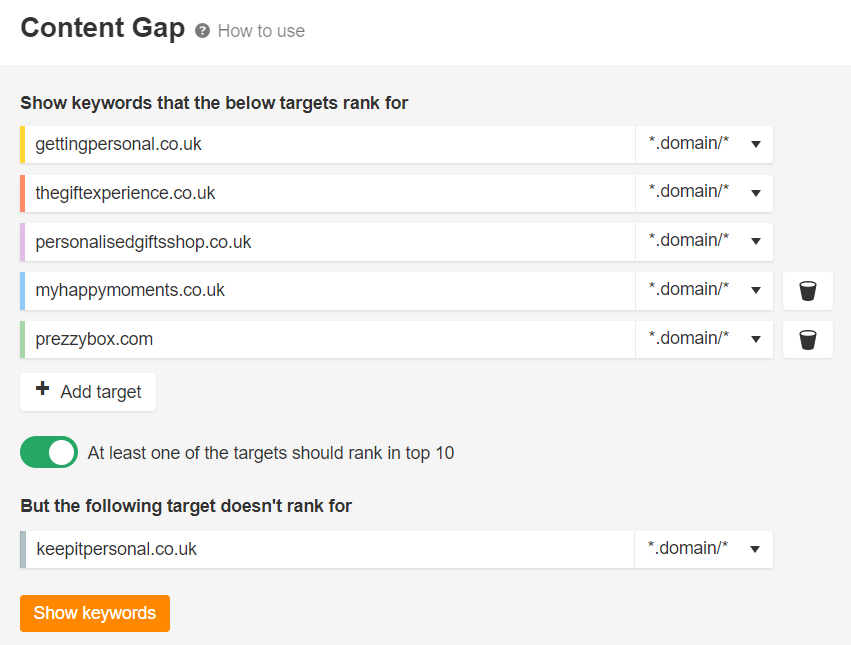 Content Gap ? How to use
Show keywords that the below targets rank for
gettingpersonal.co.uk *.domain/*
thegiftexperience.co.uk *.domain/*
personalisedgiftsshop.co.uk *.domain/*
myhappymoments.co.uk *.domain/*
prezzybox.com *.domain/*
+ Add target
At least one of the targets should rank in top 10
But the following target doesn't rank for
keepitpersonal.co.uk *.domain/*
Show keywords